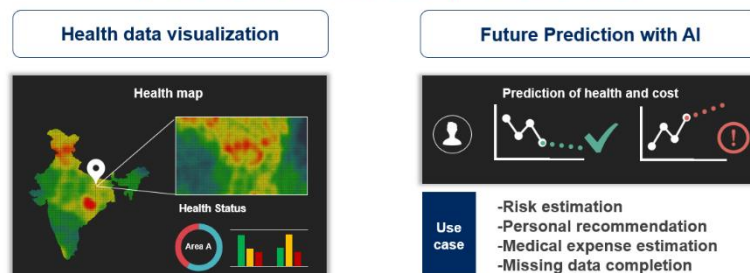 Health data visualization
Health map
Health Status
Area A
Future Prediction with AI
Prediction of health and cost
Use
case
-Risk estimation
-Personal recommendation
-Medical expense estimation
-Missing data completion